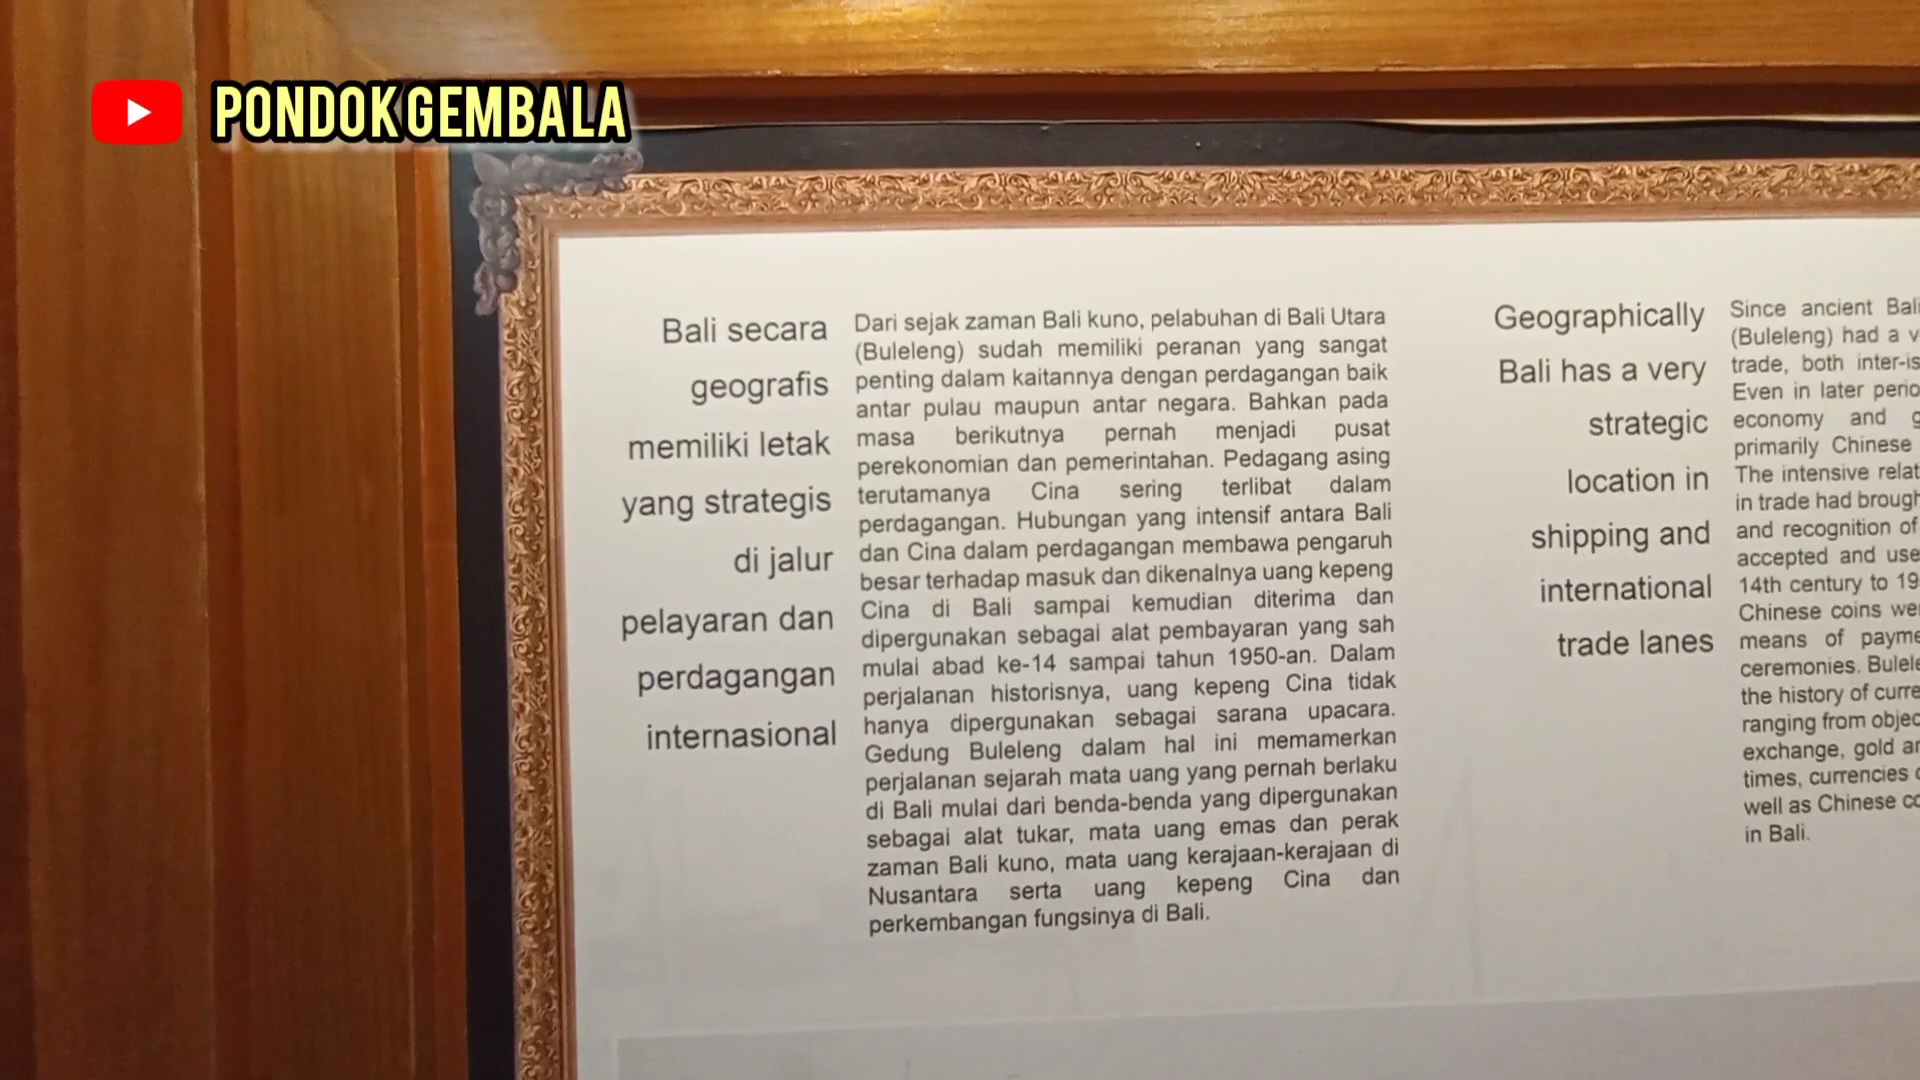 PONDOK GEMBALA
Bali secara
geografis
memiliki letak
yang strategis
di jalur
pelayaran dan
perdagangan
internasional
Dari sejak zaman Bali kuno, pelabuhan di Bali Utara
(Buleleng) sudah memiliki peranan yang sangat
penting dalam kaitannya dengan perdagangan baik
antar pulau maupun antar negara. Bahkan pada
masa berikutnya pernah menjadi pusat
perekonomian dan pemerintahan. Pedagang asing
terutamanya Cina sering terlibat dalam
perdagangan. Hubungan yang intensif antara Bali
dan Cina dalam perdagangan membawa pengaruh
besar terhadap masuk dan dikenalnya uang kepeng
Cina di Bali sampai kemudian diterima dan
dipergunakan sebagai alat pembayaran yang sah
mulai abad ke-14 sampai tahun 1950-an. Dalam
perjalanan historisnya, uang kepeng Cina tidak
hanya dipergunakan sebagai sarana upacara.
Gedung Buleleng dalam hal ini memamerkan
perjalanan sejarah mata uang yang pernah berlaku
di Bali mulai dari benda-benda yang dipergunakan
sebagai alat tukar, mata uang emas dan perak
zaman Bali kuno, mata uang kerajaan-kerajaan di
Nusantara serta uang kepeng Cina dan
perkembangan fungsinya di Bali.
Geographically
Bali has a very
strategic
location in
shipping and
international
trade lanes
Since ancient Bali
(Buleleng) had a
trade, both
Even in later
economy and
primarily Chinese
The intensive
in trade had
and recognition of
accepted and
14th century to
Chinese coins
means of
ceremonies.
the history of
ranging from
exchange, gold
times, currencies
well as Chinese
in Bali.